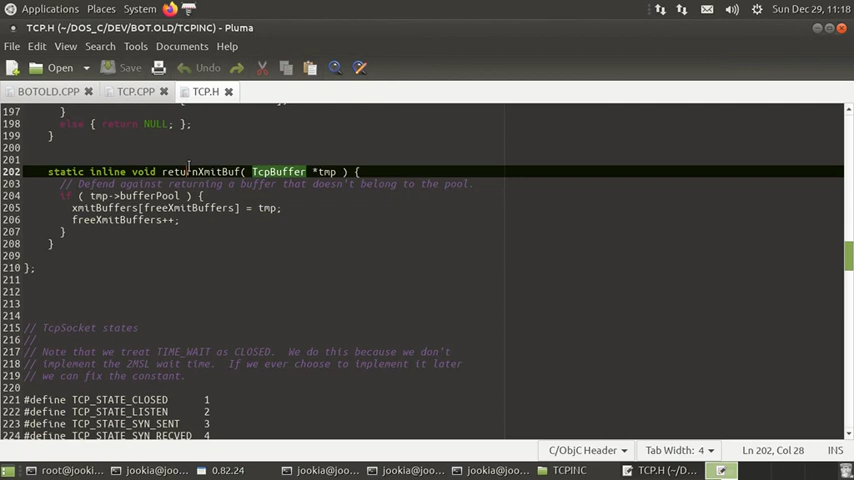 Applications Places System Sun Dec 29, 11:18
TCP.H (~/DOS_C/DEV/BOT.OLD/TCPINC) - Pluma
File Edit View Search Tools Documents Help
Open Save Undo
BOTOLD.CPP TCP.CPP TCP.H
197 }
198 else { return NULL; };
199 }
200
201
202 static inline void returnXmitBuf( TcpBuffer *tmp ) {
203 // Defend against returning a buffer that doesn't belong to the pool.
204 if ( tmp->bufferPool ) {
205 xmitBuffers[freeXmitBuffers] = tmp;
206 freeXmitBuffers++;
207 }
208 }
209
210 };
211
212
213
214
215 // TcpSocket states
216 //
217 // Note that we treat TIME_WAIT as CLOSED. We do this because we don't
218 // implement the 2MSL wait time. If we ever choose to implement it later
219 // we can fix the constant.
220
221 #define TCP_STATE_CLOSED 1
222 #define TCP_STATE_LISTEN 2
223 #define TCP_STATE_SYN_SENT 3
224 #define TCP_STATE_SYN_RECVED 4
C/ObjC Header Tab Width: 4 Ln 202, Col 28 INS
root@jooki... jookia@joo... 0.82.24 jookia@joo... jookia@joo... jookia@joo... TCPINC TCP.H (~/D...